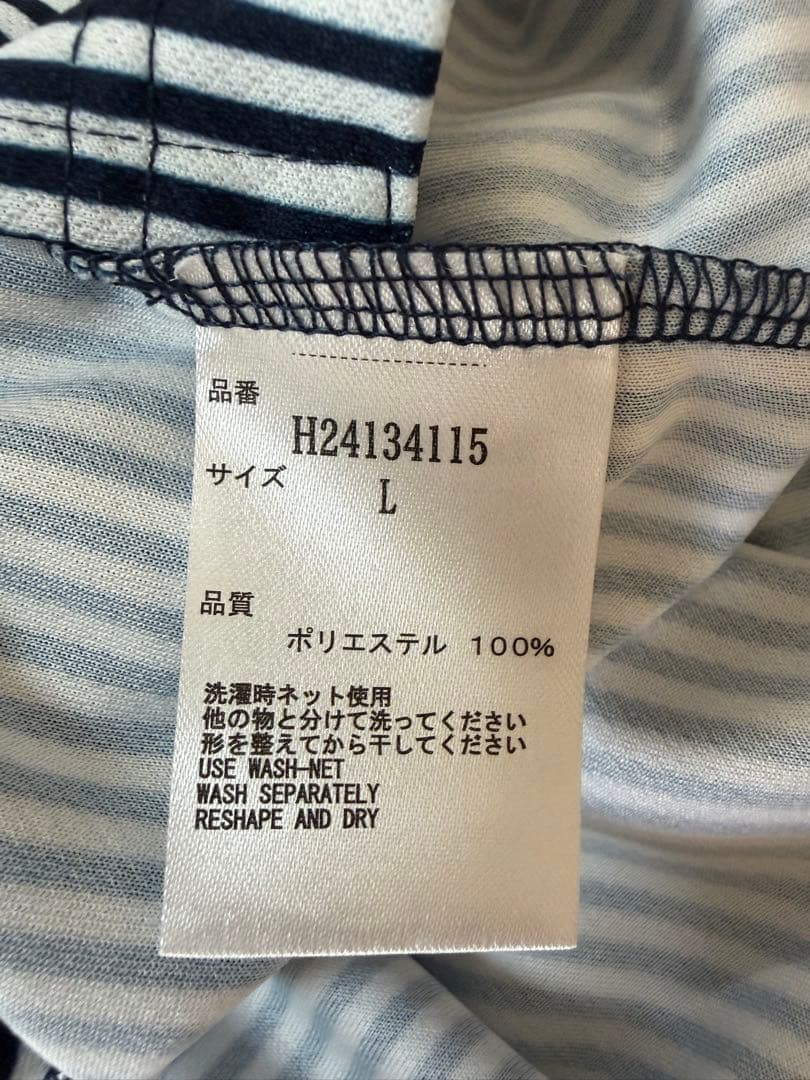 品番
H24134115
サイズ
L
品質
ポリエステル 100%
洗濯時ネット使用
他の物と分けて洗ってください
形を整えてから干してください
USE WASH-NET
WASH SEPARATELY
RESHAPE AND DRY